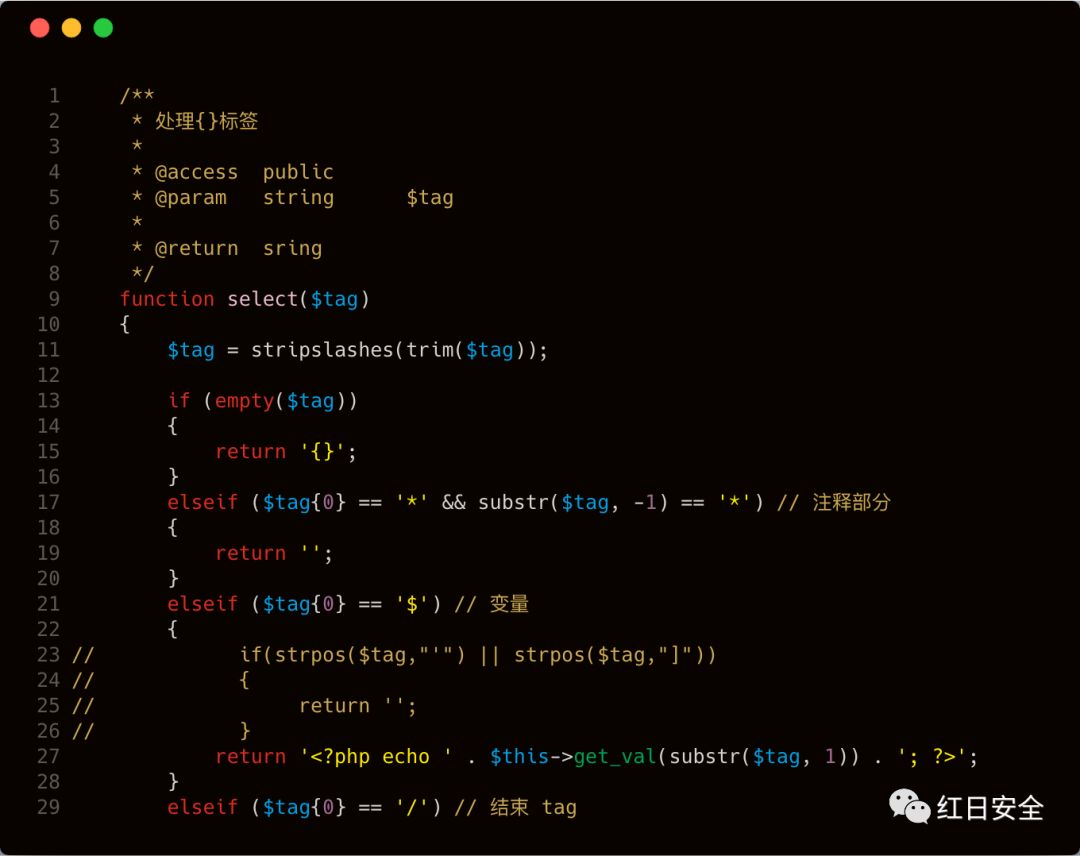 1 /**
2 * 处理{}标签
3 *
4 * @access public
5 * @param string $tag
6 *
7 * @return sring
8 */
9 function select($tag)
10 {
11 $tag = stripslashes(trim($tag));
12
13 if (empty($tag))
14 {
15 return '{}';
16 }
17 elseif ($tag{0} == '*' && substr($tag, -1) == '*') // 注释部分
18 {
19 return '';
20 }
21 elseif ($tag{0} == '$') // 变量
22 {
23 // if(strpos($tag,"'") || strpos($tag,"]"))
24 // {
25 // return '';
26 // }
27 return '<?php echo ' . $this->get_val(substr($tag, 1)) . '; ?>';
28 }
29 elseif ($tag{0} == '/') // 结束 tag
红日安全